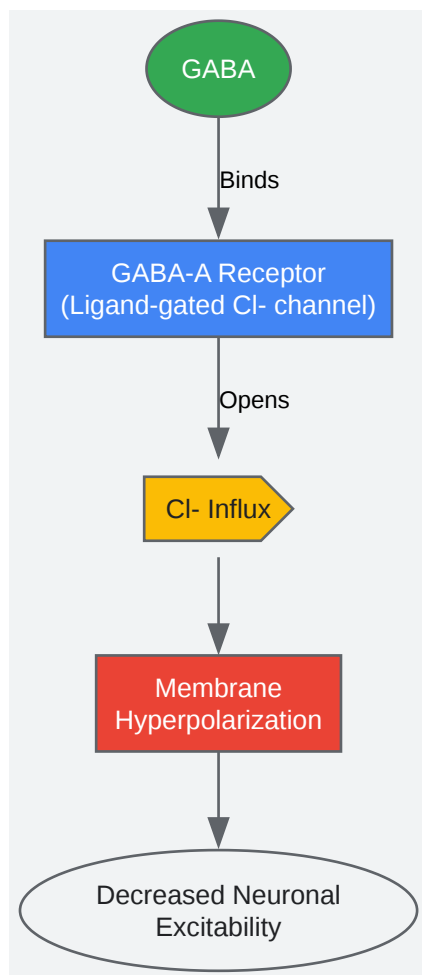 GABA
Binds
GABA-A Receptor
(Ligand-gated Cl- channel)
Opens
Cl- Influx
Membrane
Hyperpolarization
Decreased Neuronal
Excitability